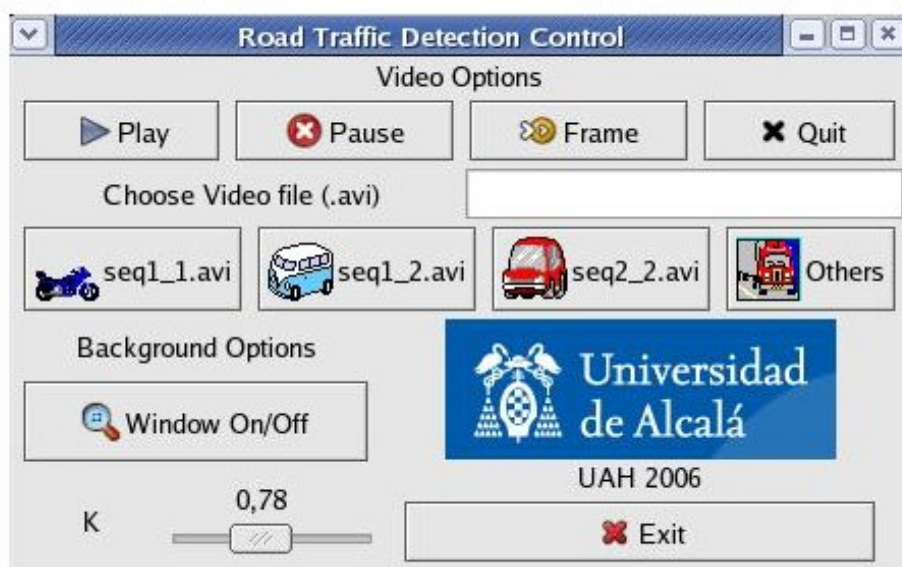 Road Traffic Detection Control
Video Options
Play Pause Frame Quit
Choose Video file (.avi)
seq1_1.avi seq1_2.avi seq2_2.avi Others
Background Options
Window On/Off
Universidad
de Alcalá
UAH 2006
K 0,78
Exit